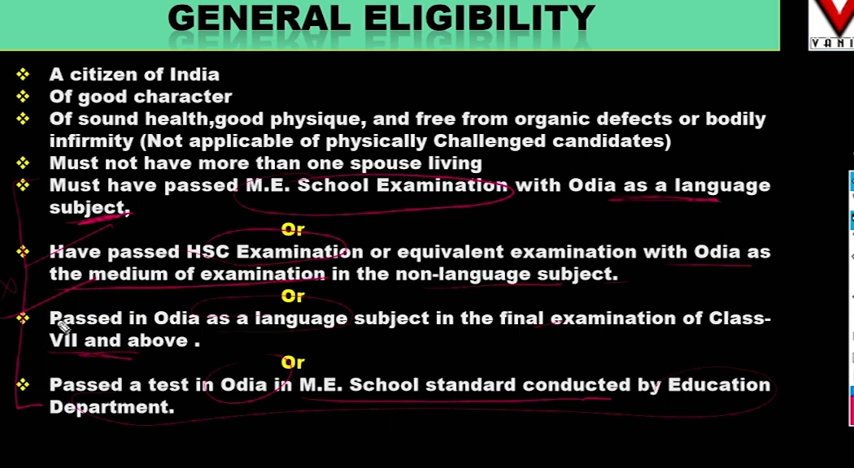 GENERAL ELIGIBILITY
VANI
A citizen of India
Of good character
Of sound health,good physique, and free from organic defects or bodily
infirmity (Not applicable of physically Challenged candidates)
Must not have more than one spouse living
Must have passed M.E. School Examination with Odia as a language
subject,
Or
Have passed HSC Examination or equivalent examination with Odia as
the medium of examination in the non-language subject.
Or
Passed in Odia as a language subject in the final examination of Class-
VII and above .
Or
Passed a test in Odia in M.E. School standard conducted by Education
Department.